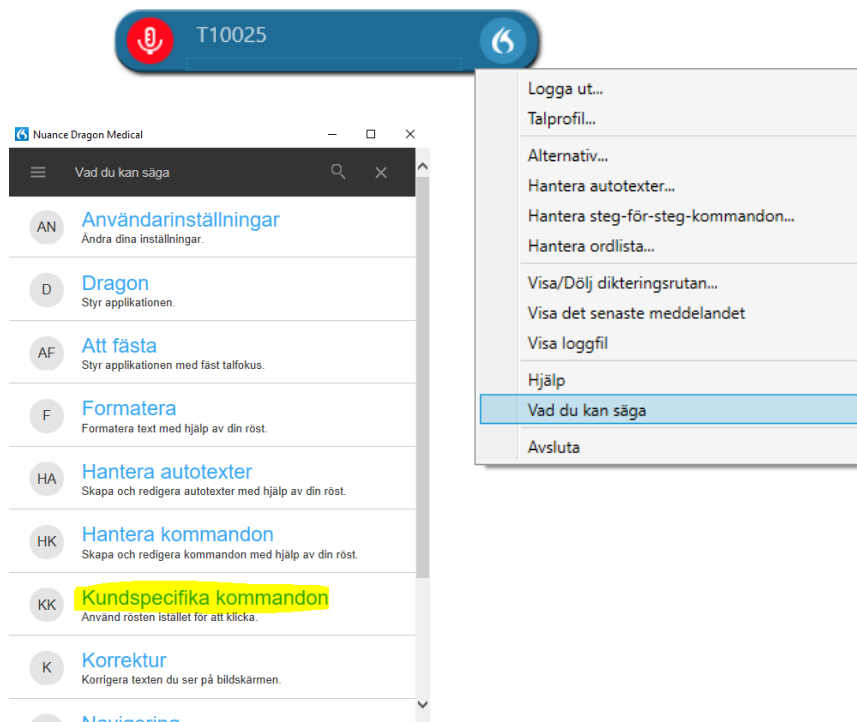 T10025
Logga ut...
Talprofil...
Alternativ...
Hantera autotexter...
Hantera steg-för-steg-kommandon...
Hantera ordlista...
Visa/Dölj dikteringsrutan...
Visa det senaste meddelandet
Visa loggfil
Hjälp
Vad du kan säga
Avsluta
Nuance Dragon Medical
Vad du kan säga
AN
Användarinställningar
Ändra dina inställningar.
D
Dragon
Styr applikationen.
AF
Att fästa
Styr applikationen med fäst talfokus.
F
Formatera
Formatera text med hjälp av din röst.
HA
Hantera autotexter
Skapa och redigera autotexter med hjälp av din röst.
HK
Hantera kommandon
Skapa och redigera kommandon med hjälp av din röst.
KK
Kundspecifika kommandon
Använd rösten istället för att klicka.
K
Korrektur
Korrigera texten du ser på bildskärmen.
Navigering